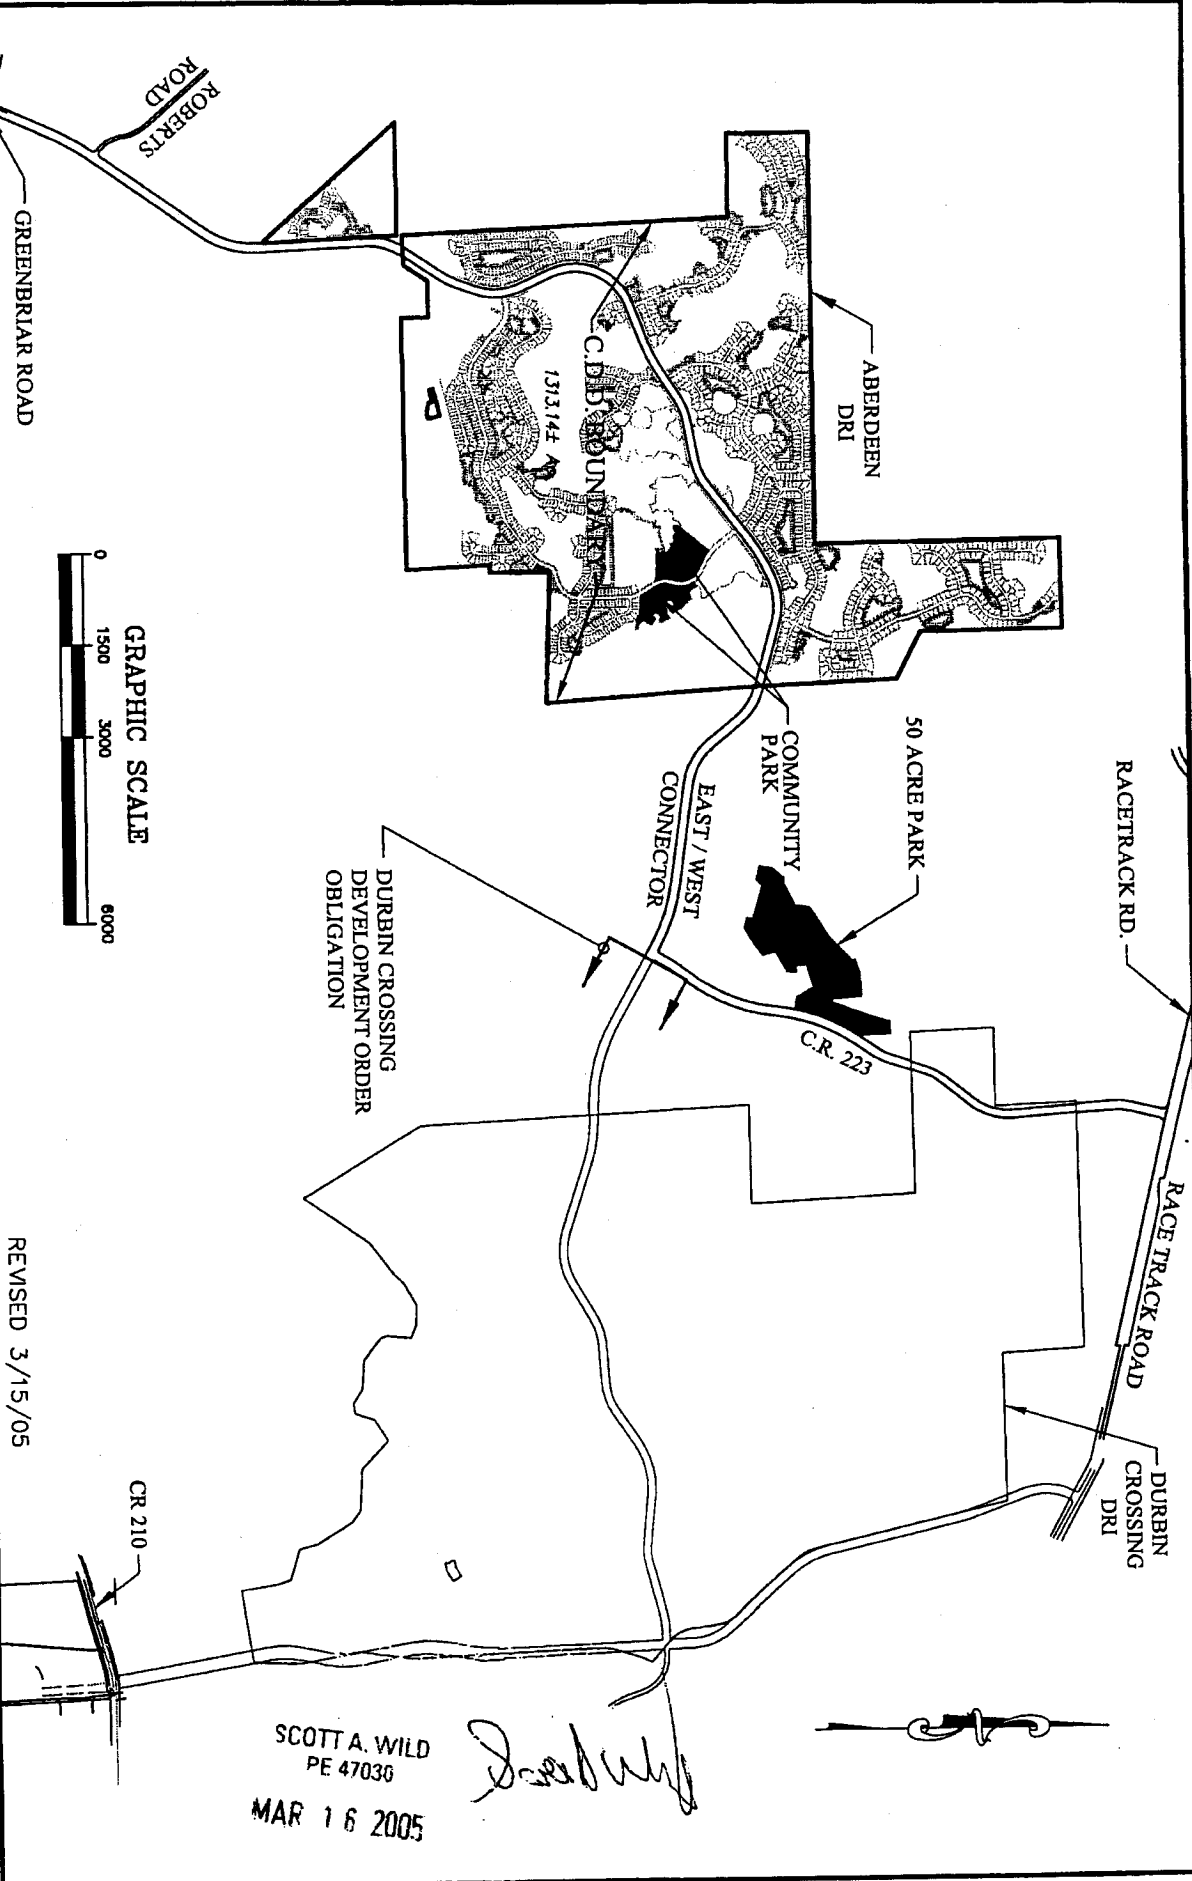 ROBERTS
ROAD
GREENBRIAR ROAD
ABERDEEN
DRI
C.D.D. BOUNDARY
1313.14±
COMMUNITY
PARK
50 ACRE PARK
RACETRACK RD.
EAST / WEST
CONNECTOR
C.R. 223
RACE TRACK ROAD
DURBIN
CROSSING
DRI
DURBIN CROSSING
DEVELOPMENT ORDER
OBLIGATION
GRAPHIC SCALE
0
1500
3000
6000
CR 210
REVISED 3/15/05
SCOTT A. WILD
PE 47030
MAR 16 2005